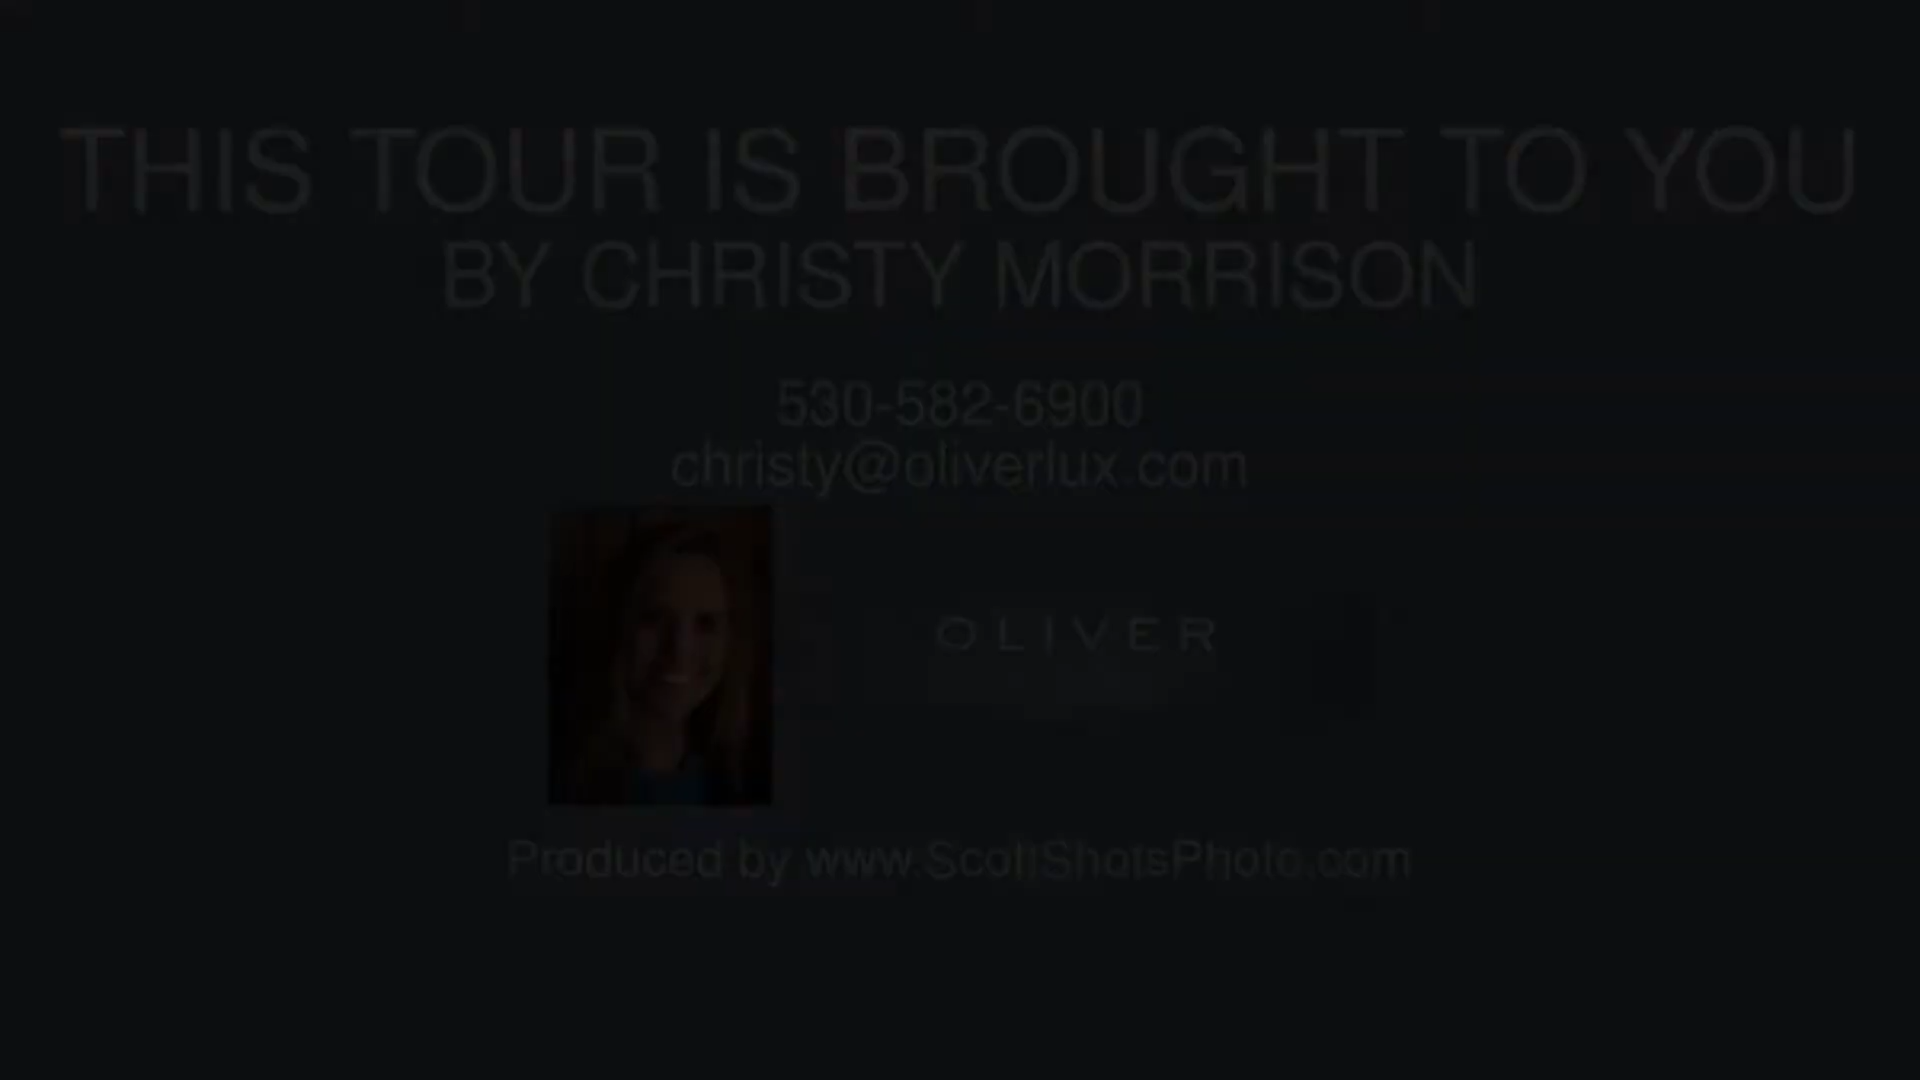 THIS TOUR IS BROUGHT TO YOU
BY CHRISTY MORRISON
530-582-6900
christy@oliverlux.com
OLIVER
Produced by www.ScottShotsPhoto.com